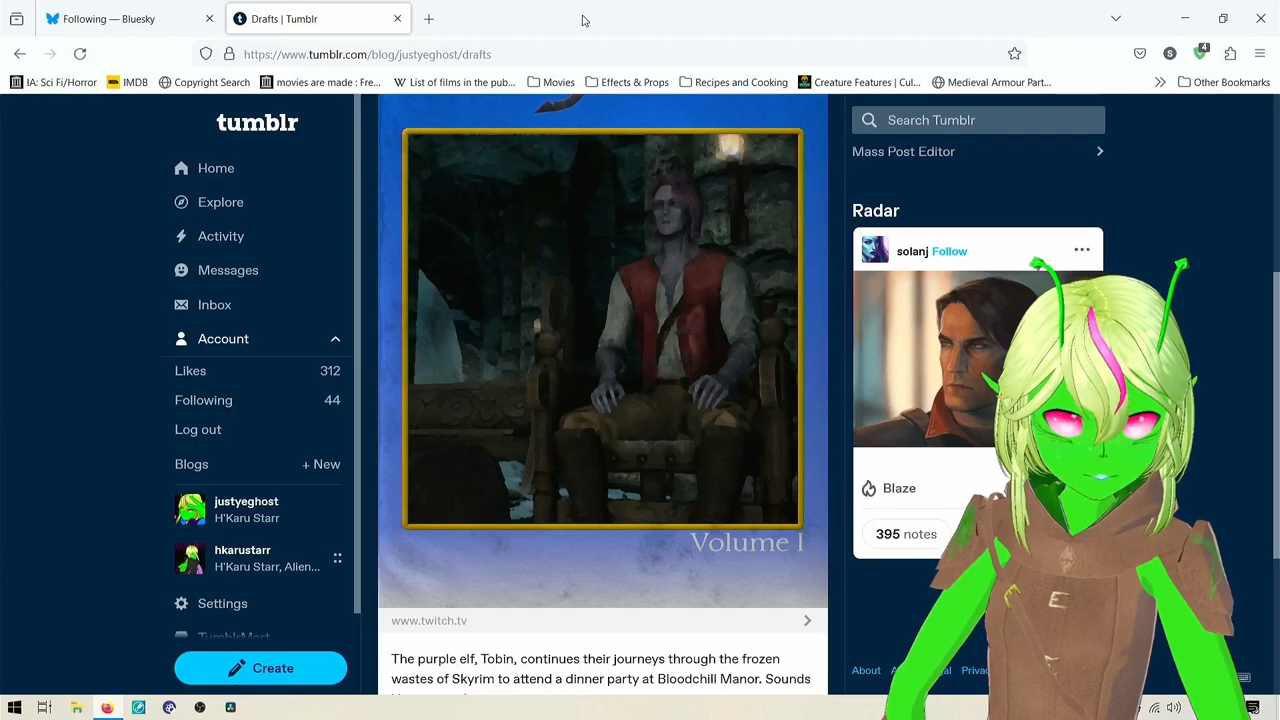 Following — Bluesky
Drafts | Tumblr
https://www.tumblr.com/blog/justyeghost/drafts
S
4
IA: Sci Fi/Horror
IMDB
Copyright Search
movies are made : Fre...
W List of films in the pub...
Movies
Effects & Props
Recipes and Cooking
Creature Features | Cul...
Medieval Armour Part...
Other Bookmarks
tumblr
Home
Explore
Activity
Messages
Inbox
Account
Likes 312
Following 44
Log out
Blogs + New
justyeghost
H'Karu Starr
hkarustarr
H'Karu Starr, Alien...
Settings
TumblrMart
Create
Volume I
www.twitch.tv
The purple elf, Tobin, continues their journeys through the frozen
wastes of Skyrim to attend a dinner party at Bloodchill Manor. Sounds
Search Tumblr
Mass Post Editor
Radar
solanj Follow
Blaze
395 notes
About